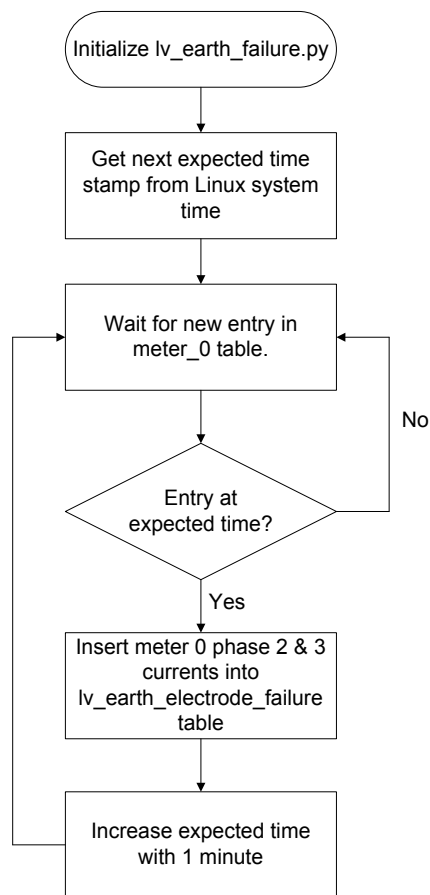 Initialize lv_earth_failure.py
Get next expected time
stamp from Linux system
time
Wait for new entry in
meter_0 table.
No
Entry at
expected time?
Yes
Insert meter 0 phase 2 & 3
currents into
lv_earth_electrode_failure
table
Increase expected time
with 1 minute